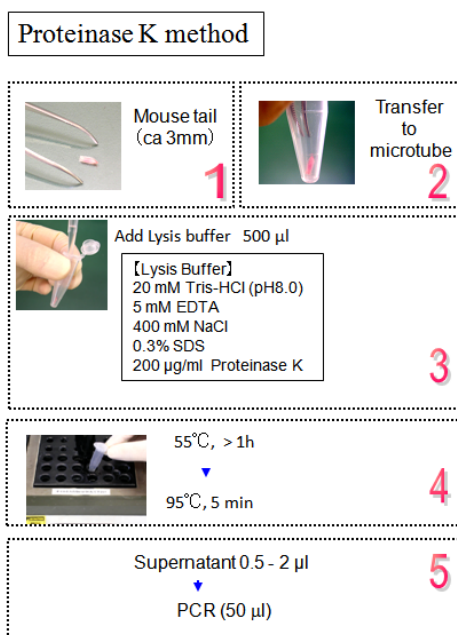 Proteinase K method
Mouse tail
(ca 3mm)
1
Transfer
to
microtube
2
Add Lysis buffer 500 µl
【Lysis Buffer】
20 mM Tris-HCl (pH8.0)
5 mM EDTA
400 mM NaCl
0.3% SDS
200 µg/ml Proteinase K
3
55℃, > 1h
95℃, 5 min
4
Supernatant 0.5 - 2 µl
PCR (50 µl)
5